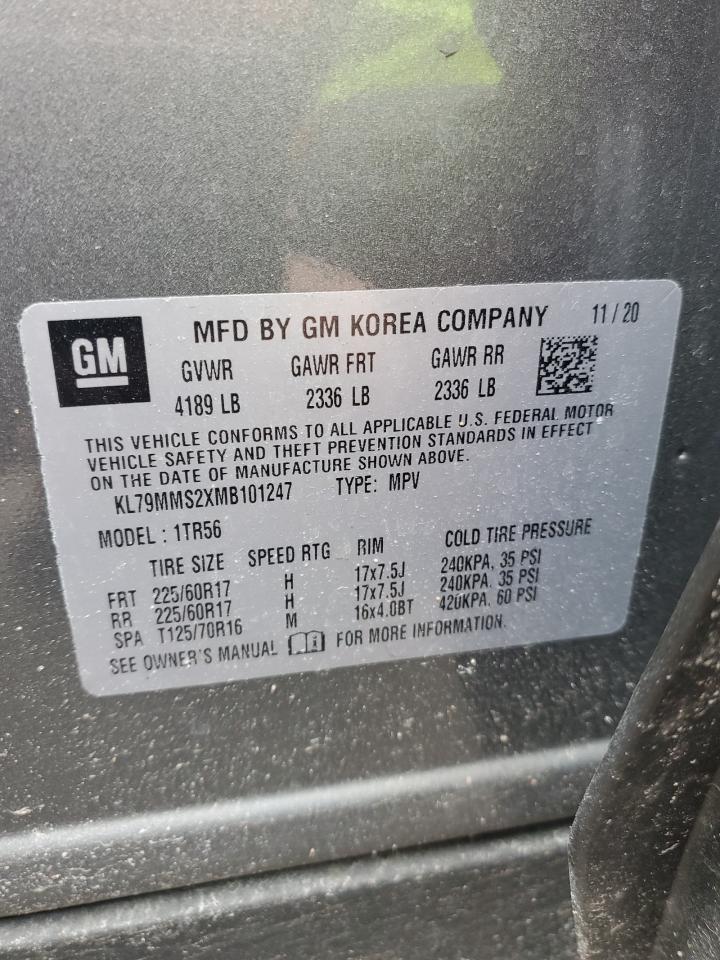 GM
MFD BY GM KOREA COMPANY 11/20
GVWR GAWR FRT GAWR RR
4189 LB 2336 LB 2336 LB
THIS VEHICLE CONFORMS TO ALL APPLICABLE U.S. FEDERAL MOTOR
VEHICLE SAFETY AND THEFT PREVENTION STANDARDS IN EFFECT
ON THE DATE OF MANUFACTURE SHOWN ABOVE.
KL79MMS2XMB101247 TYPE: MPV
MODEL : 1TR56
TIRE SIZE SPEED RTG RIM COLD TIRE PRESSURE
FRT 225/60R17 H 17x7.5J 240KPA, 35 PSI
RR 225/60R17 H 17x7.5J 240KPA, 35 PSI
SPA T125/70R16 M 16x4.0BT 420KPA, 60 PSI
SEE OWNER'S MANUAL FOR MORE INFORMATION.